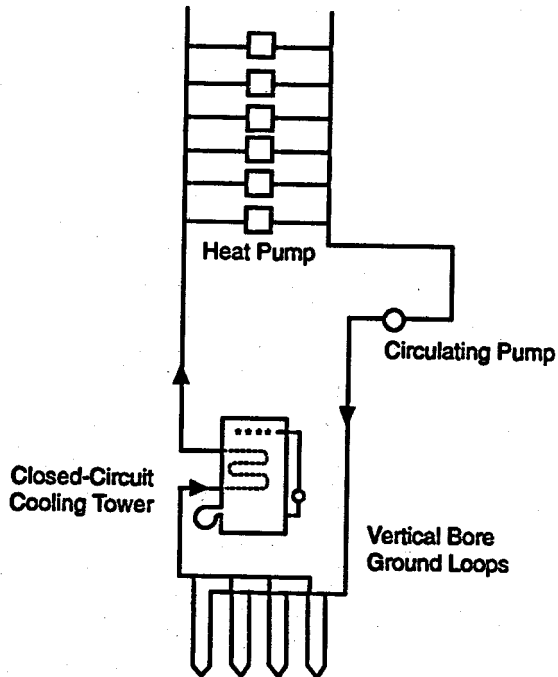 Heat Pump
Circulating Pump
Closed-Circuit
Cooling Tower
Vertical Bore
Ground Loops